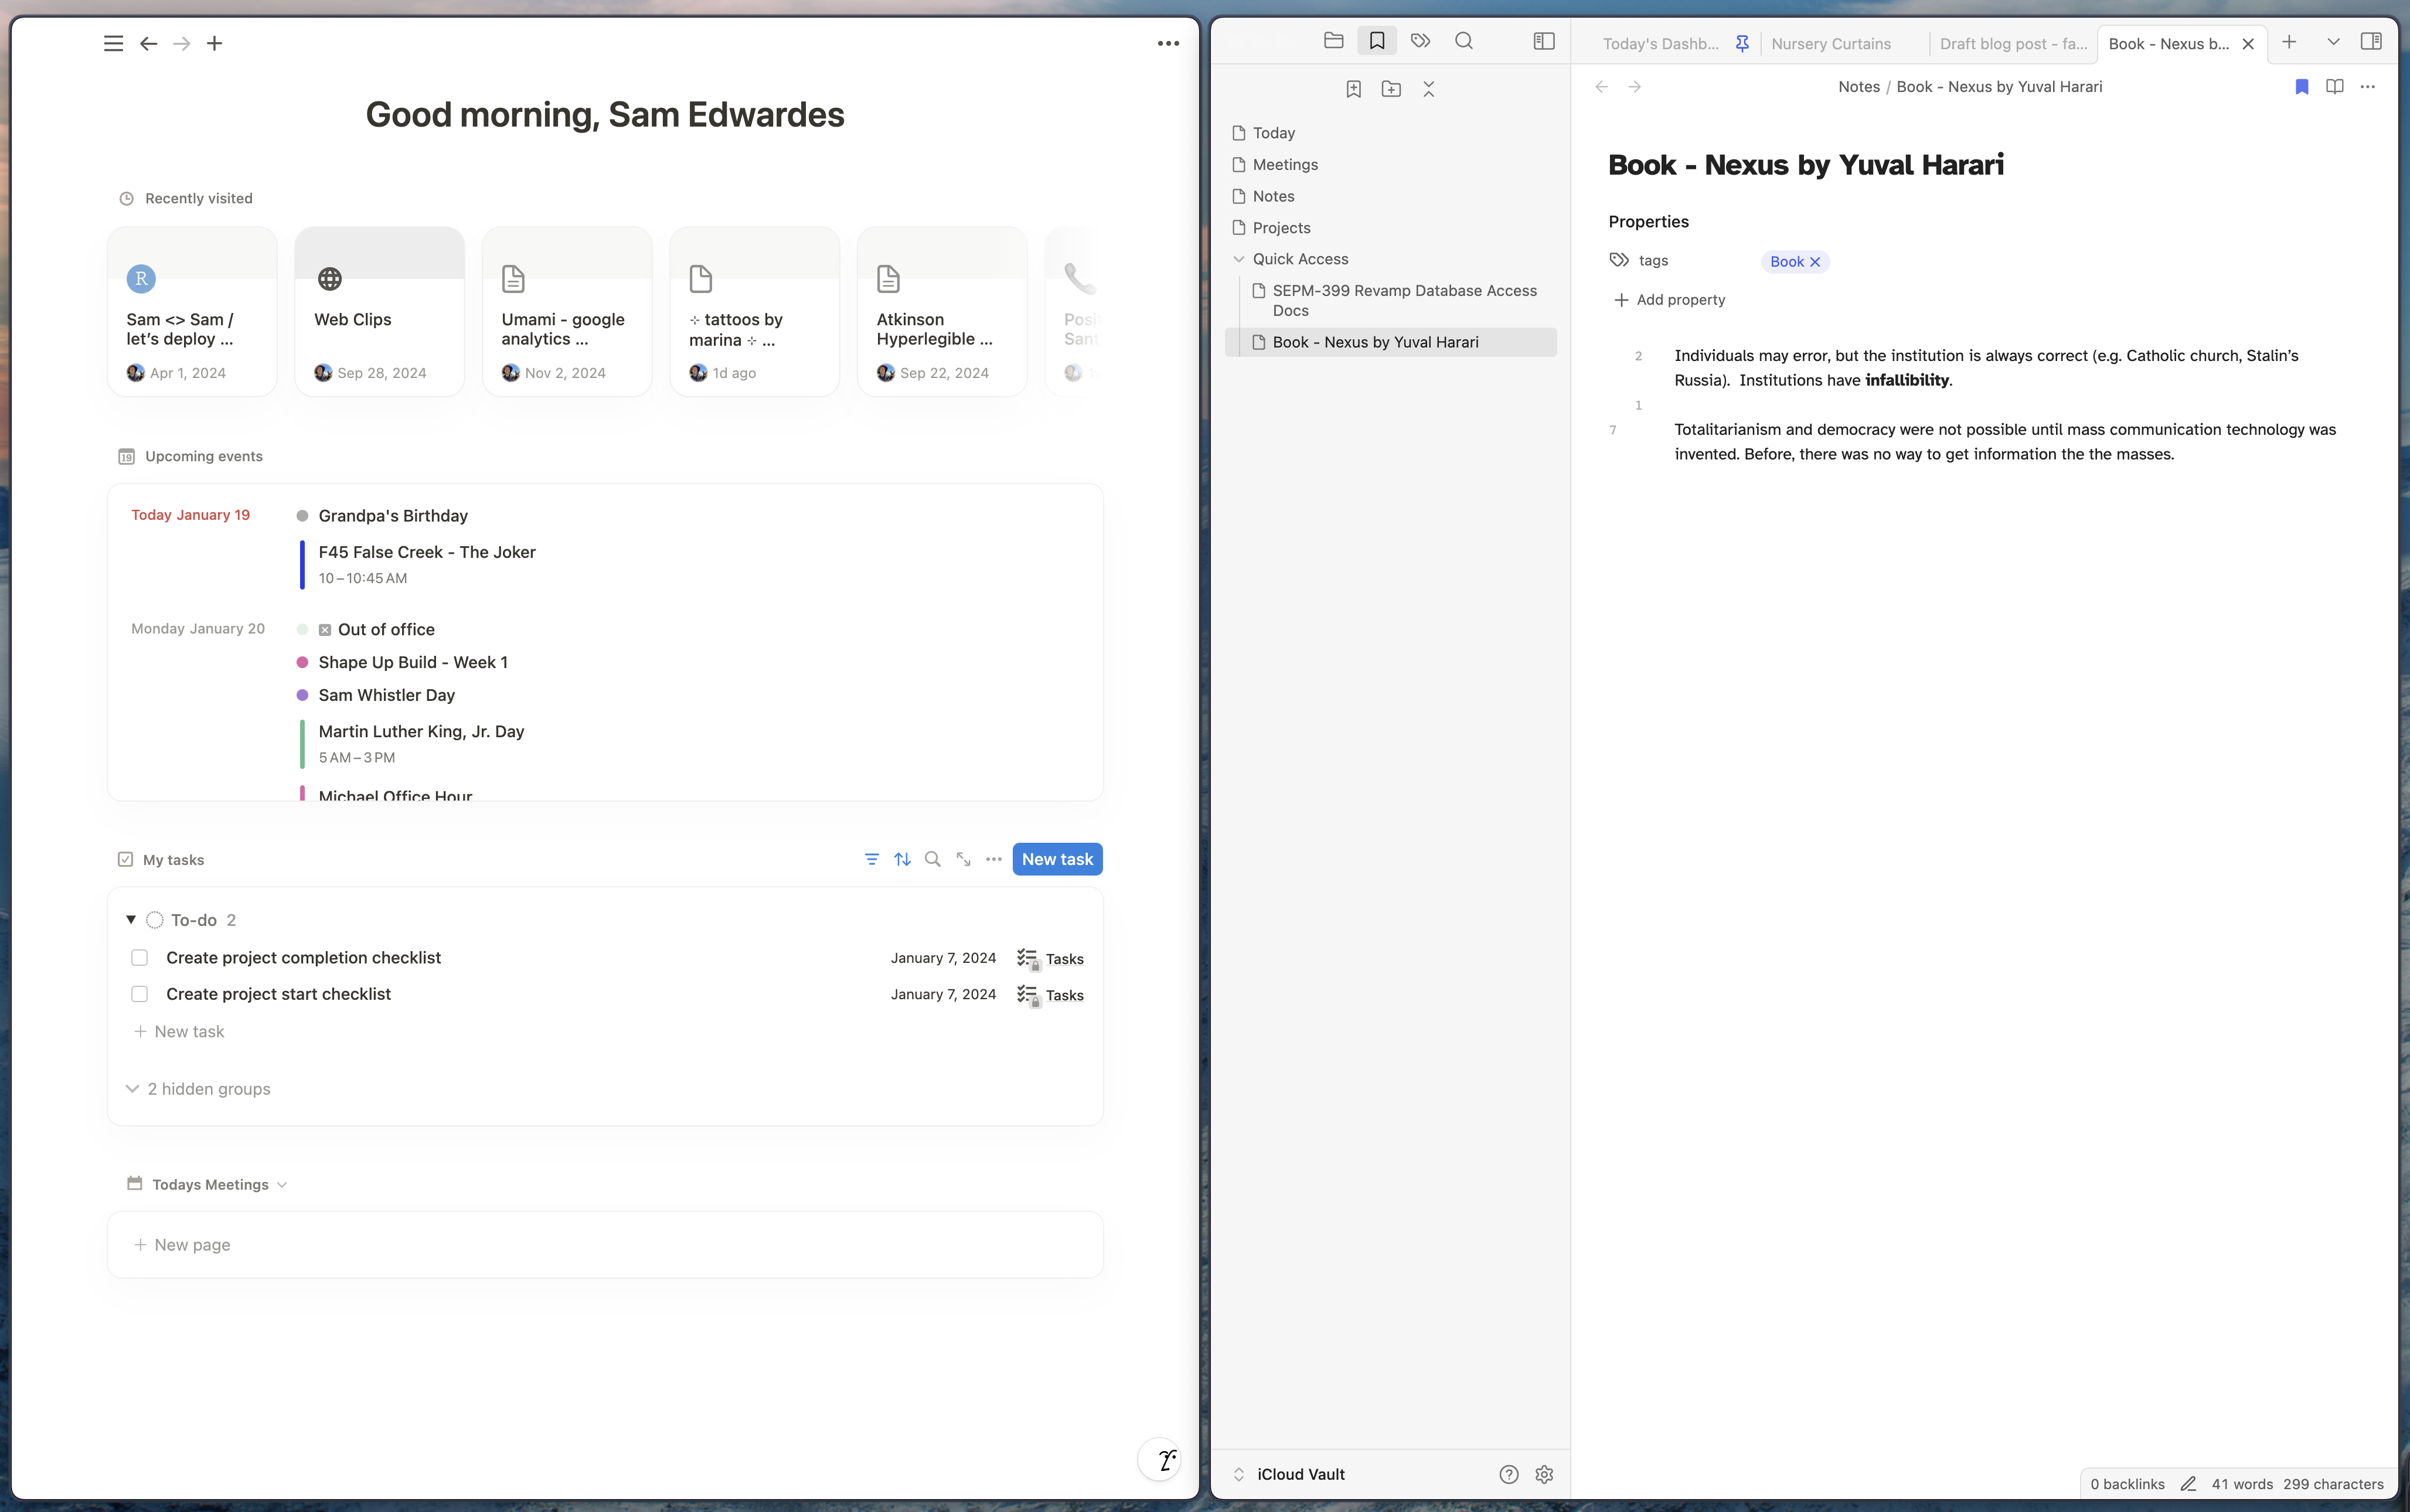 Good morning, Sam Edwardes
Recently visited
R
Sam <> Sam /
let’s deploy ...
Apr 1, 2024
Web Clips
Sep 28, 2024
Umami - google
analytics ...
Nov 2, 2024
⊹ tattoos by
marina ⊹ ...
1d ago
Atkinson
Hyperlegible ...
Sep 22, 2024
Posi
Sant
19
Upcoming events
Today January 19
Grandpa's Birthday
F45 False Creek - The Joker
10–10:45 AM
Monday January 20
Out of office
Shape Up Build - Week 1
Sam Whistler Day
Martin Luther King, Jr. Day
5 AM–3 PM
Michael Office Hour
My tasks
New task
To-do 2
Create project completion checklist January 7, 2024 Tasks
Create project start checklist January 7, 2024 Tasks
+ New task
2 hidden groups
Todays Meetings
+ New page
Today
Meetings
Notes
Projects
Quick Access
SEPM-399 Revamp Database Access
Docs
Book - Nexus by Yuval Harari
iCloud Vault
Today's Dashb...
Nursery Curtains
Draft blog post - fa...
Book - Nexus b...
Notes / Book - Nexus by Yuval Harari
Book - Nexus by Yuval Harari
Properties
tags Book
+ Add property
2 Individuals may error, but the institution is always correct (e.g. Catholic church, Stalin’s
Russia). Institutions have infallibility.
1
7 Totalitarianism and democracy were not possible until mass communication technology was
invented. Before, there was no way to get information the the masses.
0 backlinks 41 words 299 characters